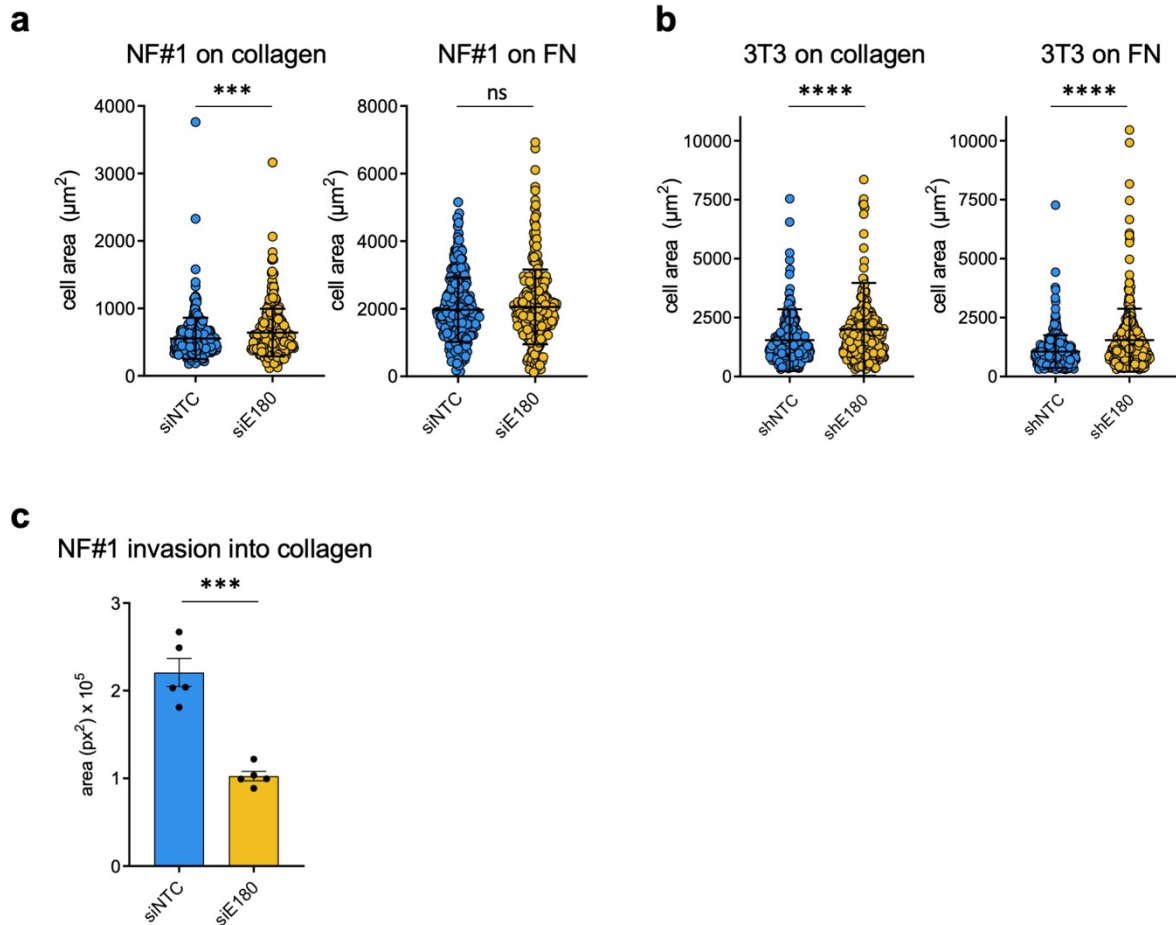 a
NF#1 on collagen
***
cell area (μm²)
4000
3000
2000
1000
0
siNTC
siE180
NF#1 on FN
ns
cell area (μm²)
8000
6000
4000
2000
0
siNTC
siE180
b
3T3 on collagen
****
cell area (μm²)
10000
7500
5000
2500
0
shNTC
shE180
3T3 on FN
****
cell area (μm²)
10000
7500
5000
2500
0
shNTC
shE180
c
NF#1 invasion into collagen
***
area (px²) x 10⁵
3
2
1
0
siNTC
siE180